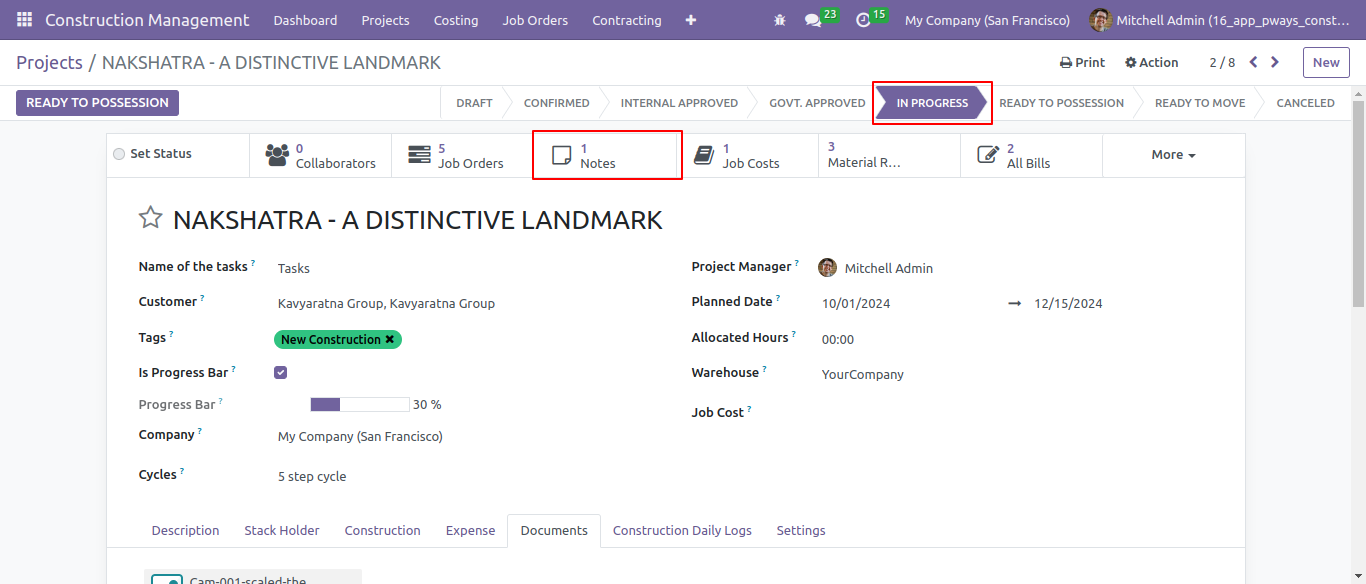 Construction Management Dashboard Projects Costing Job Orders Contracting + 23 15 My Company (San Francisco) Mitchell Admin (16_app_pways_const...
Projects / NAKSHATRA - A DISTINCTIVE LANDMARK Print Action 2 / 8 New
READY TO POSSESSION DRAFT CONFIRMED INTERNAL APPROVED GOVT. APPROVED IN PROGRESS READY TO POSSESSION READY TO MOVE CANCELED
Set Status 0 Collaborators 5 Job Orders 1 Notes 1 Job Costs 3 Material R... 2 All Bills More
NAKSHATRA - A DISTINCTIVE LANDMARK
Name of the tasks ? Tasks Project Manager ? Mitchell Admin
Customer ? Kavyaratna Group, Kavyaratna Group Planned Date ? 10/01/2024 → 12/15/2024
Tags ? New Construction ✖ Allocated Hours ? 00:00
Is Progress Bar ? Warehouse ? YourCompany
Progress Bar ? 30 % Job Cost ?
Company ? My Company (San Francisco)
Cycles ? 5 step cycle
Description Stack Holder Construction Expense Documents Construction Daily Logs Settings
Cam-001-scaled-the